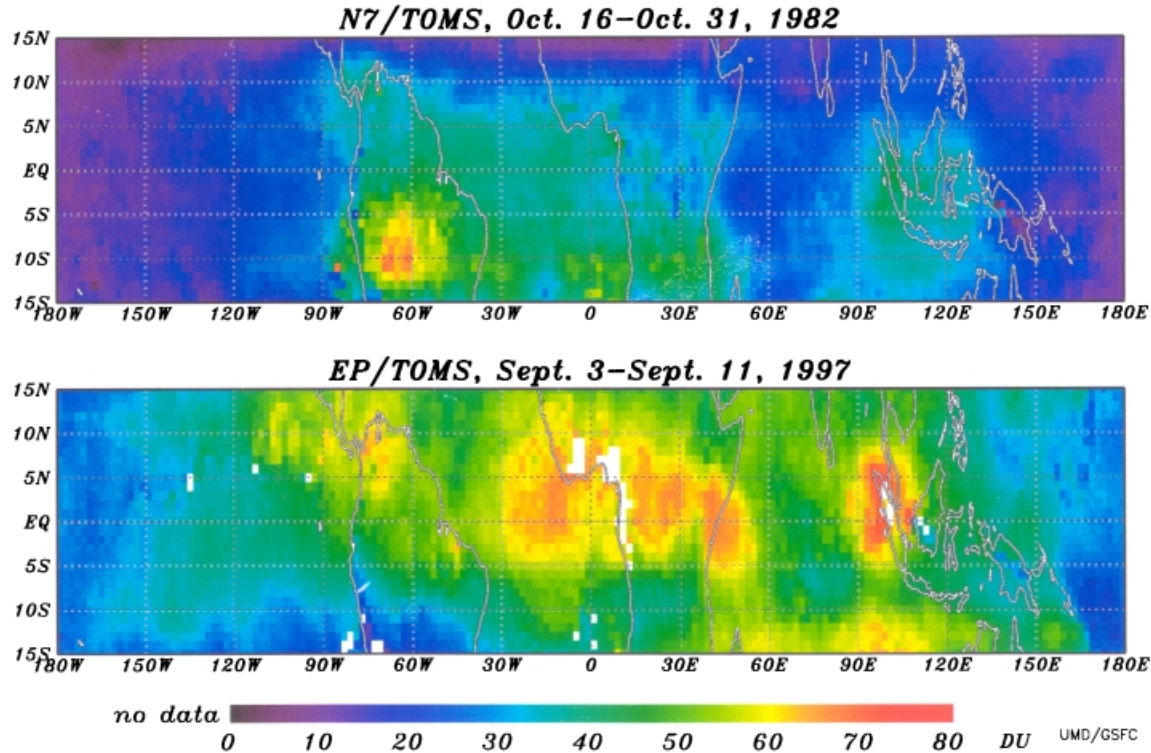 N7/TOMS, Oct. 16-Oct. 31, 1982
15N
10N
5N
EQ
5S
10S
15S
180W 150W 120W 90W 60W 30W 0 30E 60E 90E 120E 150E 180E
EP/TOMS, Sept. 3-Sept. 11, 1997
15N
10N
5N
EQ
5S
10S
15S
180W 150W 120W 90W 60W 30W 0 30E 60E 90E 120E 150E 180E
no data
0 10 20 30 40 50 60 70 80 DU UMD/GSFC